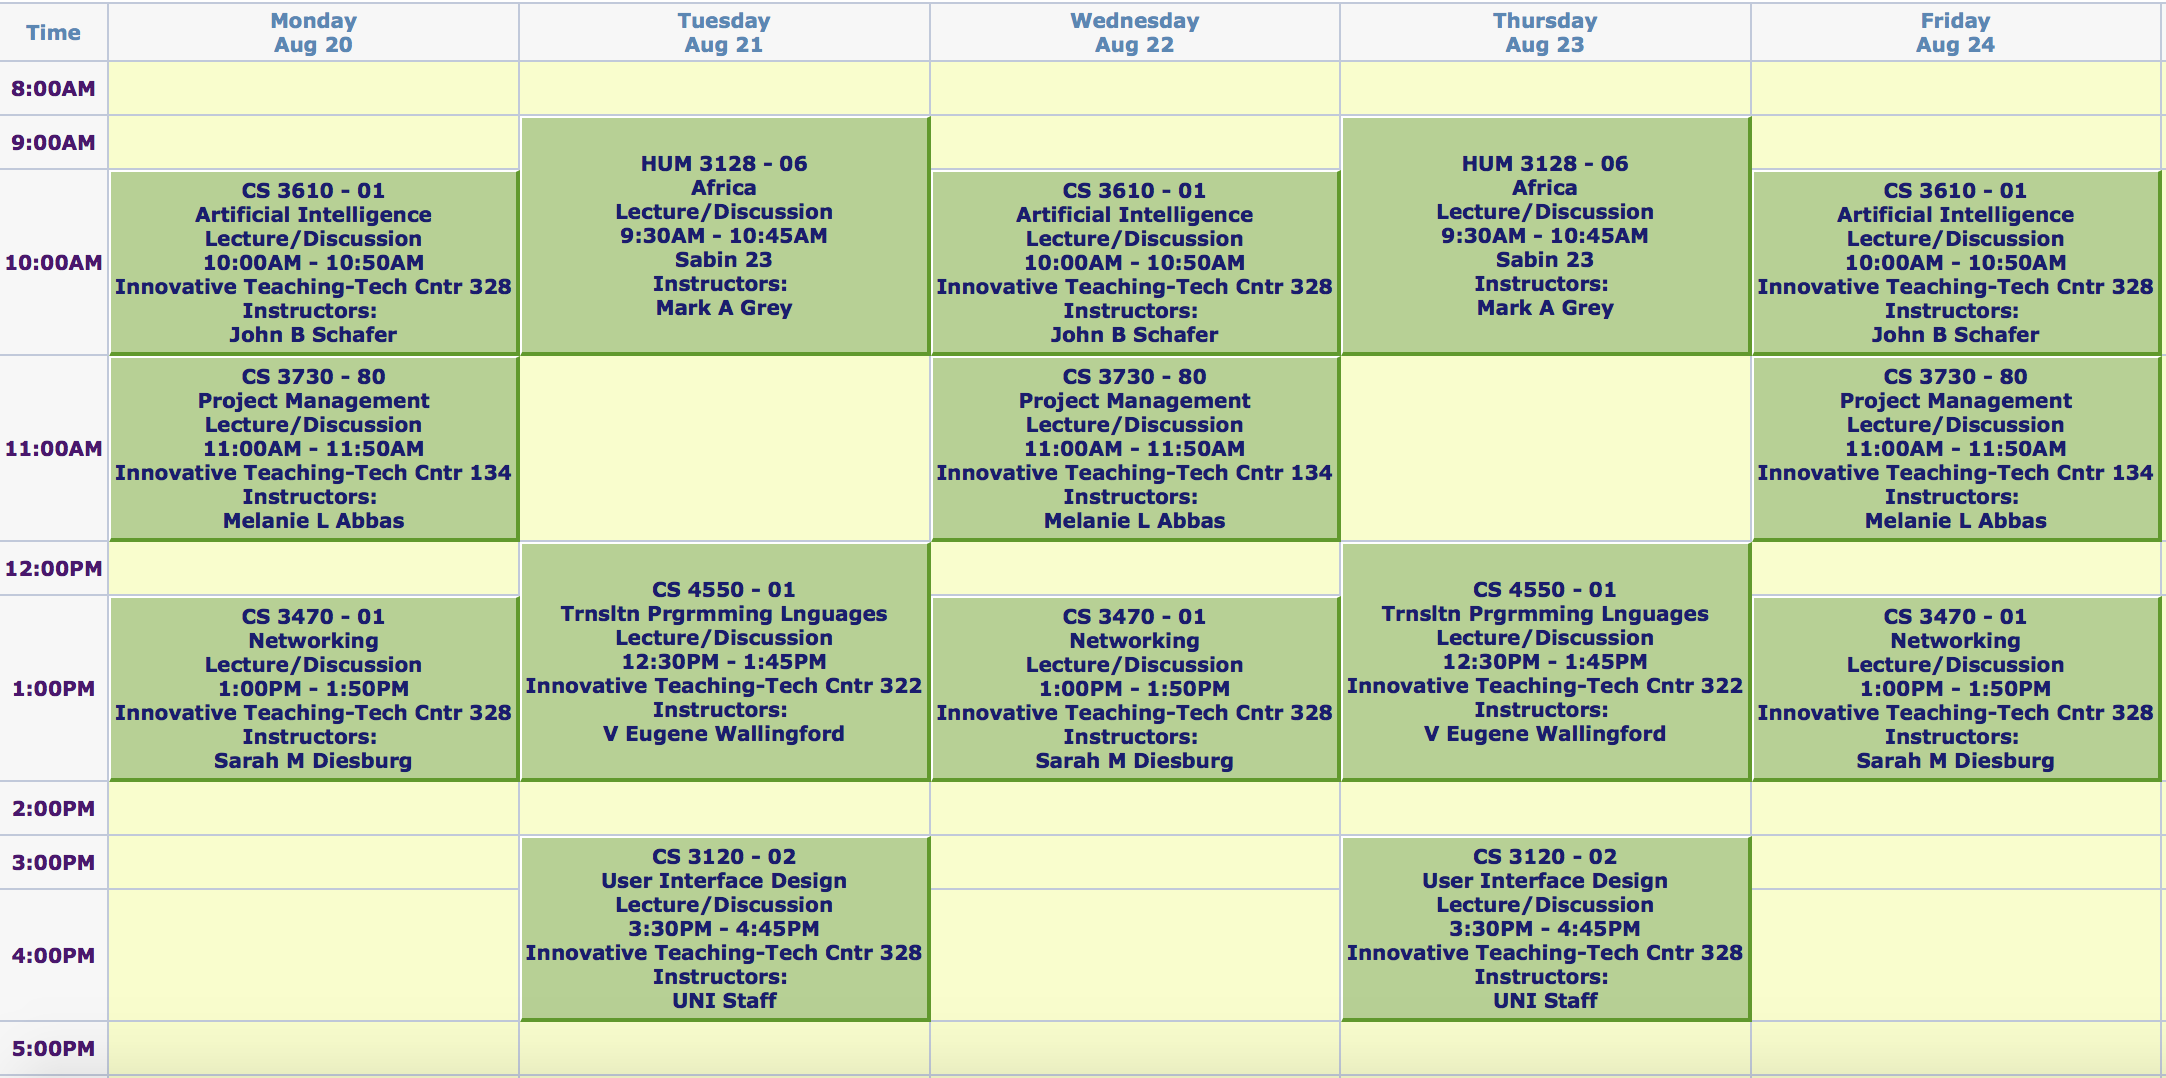 Time
Monday
Aug 20
Tuesday
Aug 21
Wednesday
Aug 22
Thursday
Aug 23
Friday
Aug 24
8:00AM
9:00AM
HUM 3128 - 06
Africa
Lecture/Discussion
9:30AM - 10:45AM
Sabin 23
Instructors:
Mark A Grey
HUM 3128 - 06
Africa
Lecture/Discussion
9:30AM - 10:45AM
Sabin 23
Instructors:
Mark A Grey
10:00AM
CS 3610 - 01
Artificial Intelligence
Lecture/Discussion
10:00AM - 10:50AM
Innovative Teaching-Tech Cntr 328
Instructors:
John B Schafer
CS 3610 - 01
Artificial Intelligence
Lecture/Discussion
10:00AM - 10:50AM
Innovative Teaching-Tech Cntr 328
Instructors:
John B Schafer
CS 3610 - 01
Artificial Intelligence
Lecture/Discussion
10:00AM - 10:50AM
Innovative Teaching-Tech Cntr 328
Instructors:
John B Schafer
11:00AM
CS 3730 - 80
Project Management
Lecture/Discussion
11:00AM - 11:50AM
Innovative Teaching-Tech Cntr 134
Instructors:
Melanie L Abbas
CS 3730 - 80
Project Management
Lecture/Discussion
11:00AM - 11:50AM
Innovative Teaching-Tech Cntr 134
Instructors:
Melanie L Abbas
CS 3730 - 80
Project Management
Lecture/Discussion
11:00AM - 11:50AM
Innovative Teaching-Tech Cntr 134
Instructors:
Melanie L Abbas
12:00PM
CS 4550 - 01
Trnsltn Prgrmming Lnguages
Lecture/Discussion
12:30PM - 1:45PM
Innovative Teaching-Tech Cntr 322
Instructors:
V Eugene Wallingford
CS 4550 - 01
Trnsltn Prgrmming Lnguages
Lecture/Discussion
12:30PM - 1:45PM
Innovative Teaching-Tech Cntr 322
Instructors:
V Eugene Wallingford
1:00PM
CS 3470 - 01
Networking
Lecture/Discussion
1:00PM - 1:50PM
Innovative Teaching-Tech Cntr 328
Instructors:
Sarah M Diesburg
CS 3470 - 01
Networking
Lecture/Discussion
1:00PM - 1:50PM
Innovative Teaching-Tech Cntr 328
Instructors:
Sarah M Diesburg
CS 3470 - 01
Networking
Lecture/Discussion
1:00PM - 1:50PM
Innovative Teaching-Tech Cntr 328
Instructors:
Sarah M Diesburg
2:00PM
3:00PM
CS 3120 - 02
User Interface Design
Lecture/Discussion
3:30PM - 4:45PM
Innovative Teaching-Tech Cntr 328
Instructors:
UNI Staff
CS 3120 - 02
User Interface Design
Lecture/Discussion
3:30PM - 4:45PM
Innovative Teaching-Tech Cntr 328
Instructors:
UNI Staff
4:00PM
5:00PM